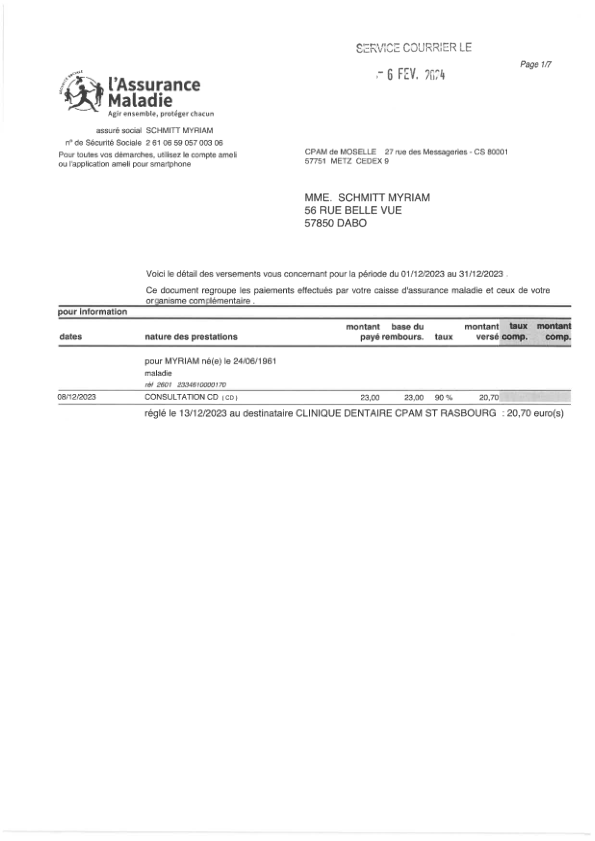 SERVICE COURRIER LE
- 6 FEV. 2024
Page 1/7
SÉCURITÉ SOCIALE
l'Assurance
Maladie
Agir ensemble, protéger chacun
assuré social SCHMITT MYRIAM
n° de Sécurité Sociale 2 61 06 59 057 003 06
Pour toutes vos démarches, utilisez le compte ameli
ou l'application ameli pour smartphone
CPAM de MOSELLE 27 rue des Messageries - CS 80001
57751 METZ CEDEX 9
MME. SCHMITT MYRIAM
56 RUE BELLE VUE
57850 DABO
Voici le détail des versements vous concernant pour la période du 01/12/2023 au 31/12/2023 .
Ce document regroupe les paiements effectués par votre caisse d'assurance maladie et ceux de votre
organisme complémentaire .
pour information
dates nature des prestations montant payé base du rembours. taux montant versé taux comp. montant comp.
pour MYRIAM né(e) le 24/06/1961
maladie
réf 2601 2334610000170
08/12/2023 CONSULTATION CD (CD) 23,00 23,00 90 % 20,70
réglé le 13/12/2023 au destinataire CLINIQUE DENTAIRE CPAM ST RASBOURG : 20,70 euro(s)